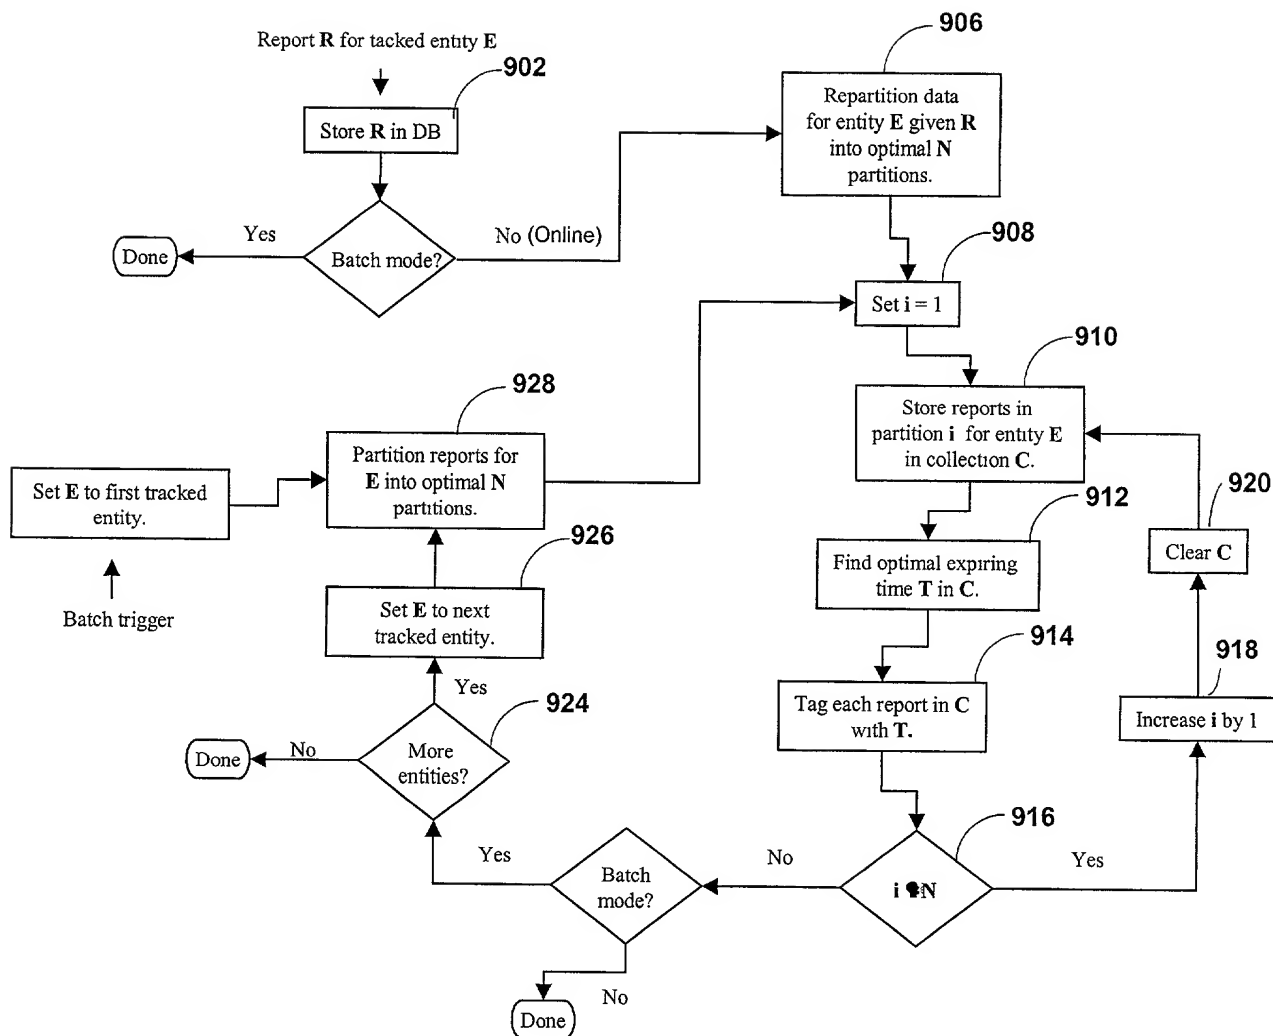 Report R for tacked entity E
902
Store R in DB
Batch mode?
Yes
Done
No (Online)
906
Repartition data
for entity E given R
into optimal N
partitions.
908
Set i = 1
910
Store reports in
partition i for entity E
in collection C.
912
Find optimal expiring
time T in C.
914
Tag each report in C
with T.
916
i N
Yes
918
Increase i by 1
920
Clear C
No
Batch
mode?
No
Done
Yes
924
More
entities?
No
Done
Yes
926
Set E to next
tracked entity.
928
Partition reports for
E into optimal N
partitions.
Set E to first tracked
entity.
Batch trigger